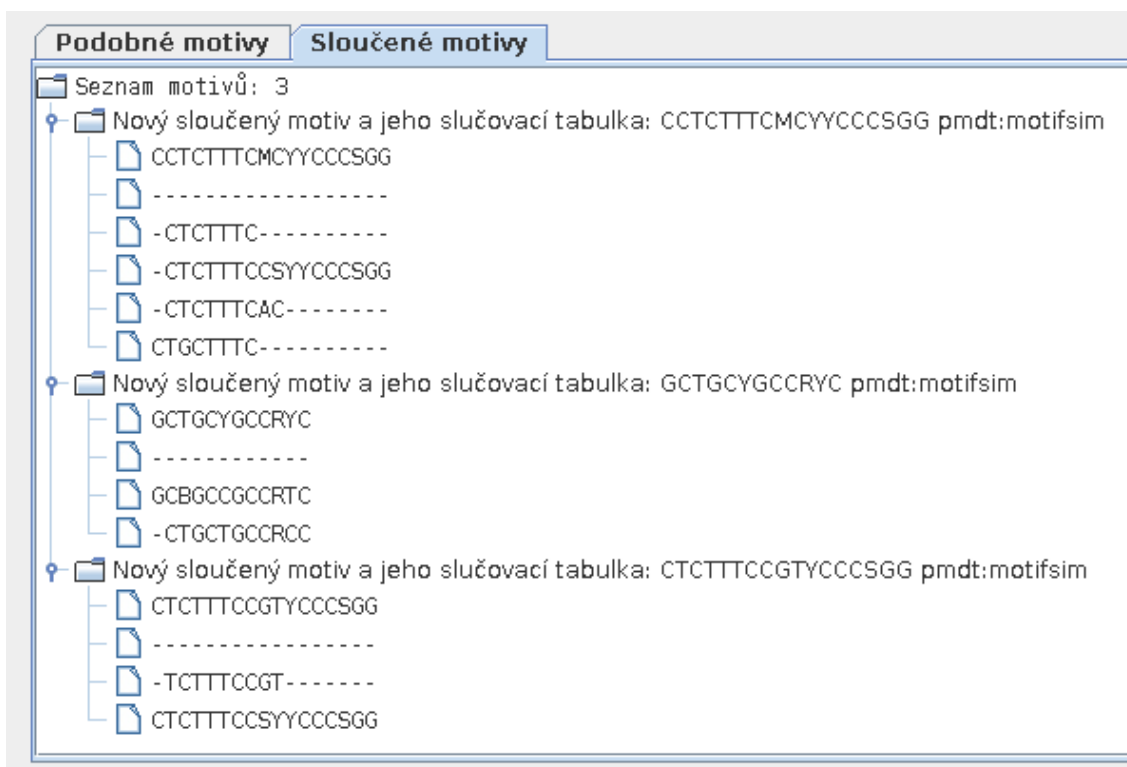 Podobné motivy Sloučené motivy
Seznam motivů: 3
Nový sloučený motiv a jeho slučovací tabulka: CCTCTTTCMCYYCCCSGG pmdt:motifsim
CCTCTTTCMCYYCCCSGG
------------------
-CTCTTTC----------
-CTCTTTCCSYYCCCSGG
-CTCTTTCAC--------
CTGCTTTC----------
Nový sloučený motiv a jeho slučovací tabulka: GCTGCYGCCRYC pmdt:motifsim
GCTGCYGCCRYC
------------
GCBGCCGCCRTC
-CTGCTGCCRCC
Nový sloučený motiv a jeho slučovací tabulka: CTCTTTCCGTYCCCSGG pmdt:motifsim
CTCTTTCCGTYCCCSGG
-----------------
-TCTTTCCGT-------
CTCTTTCCSYYCCCSGG